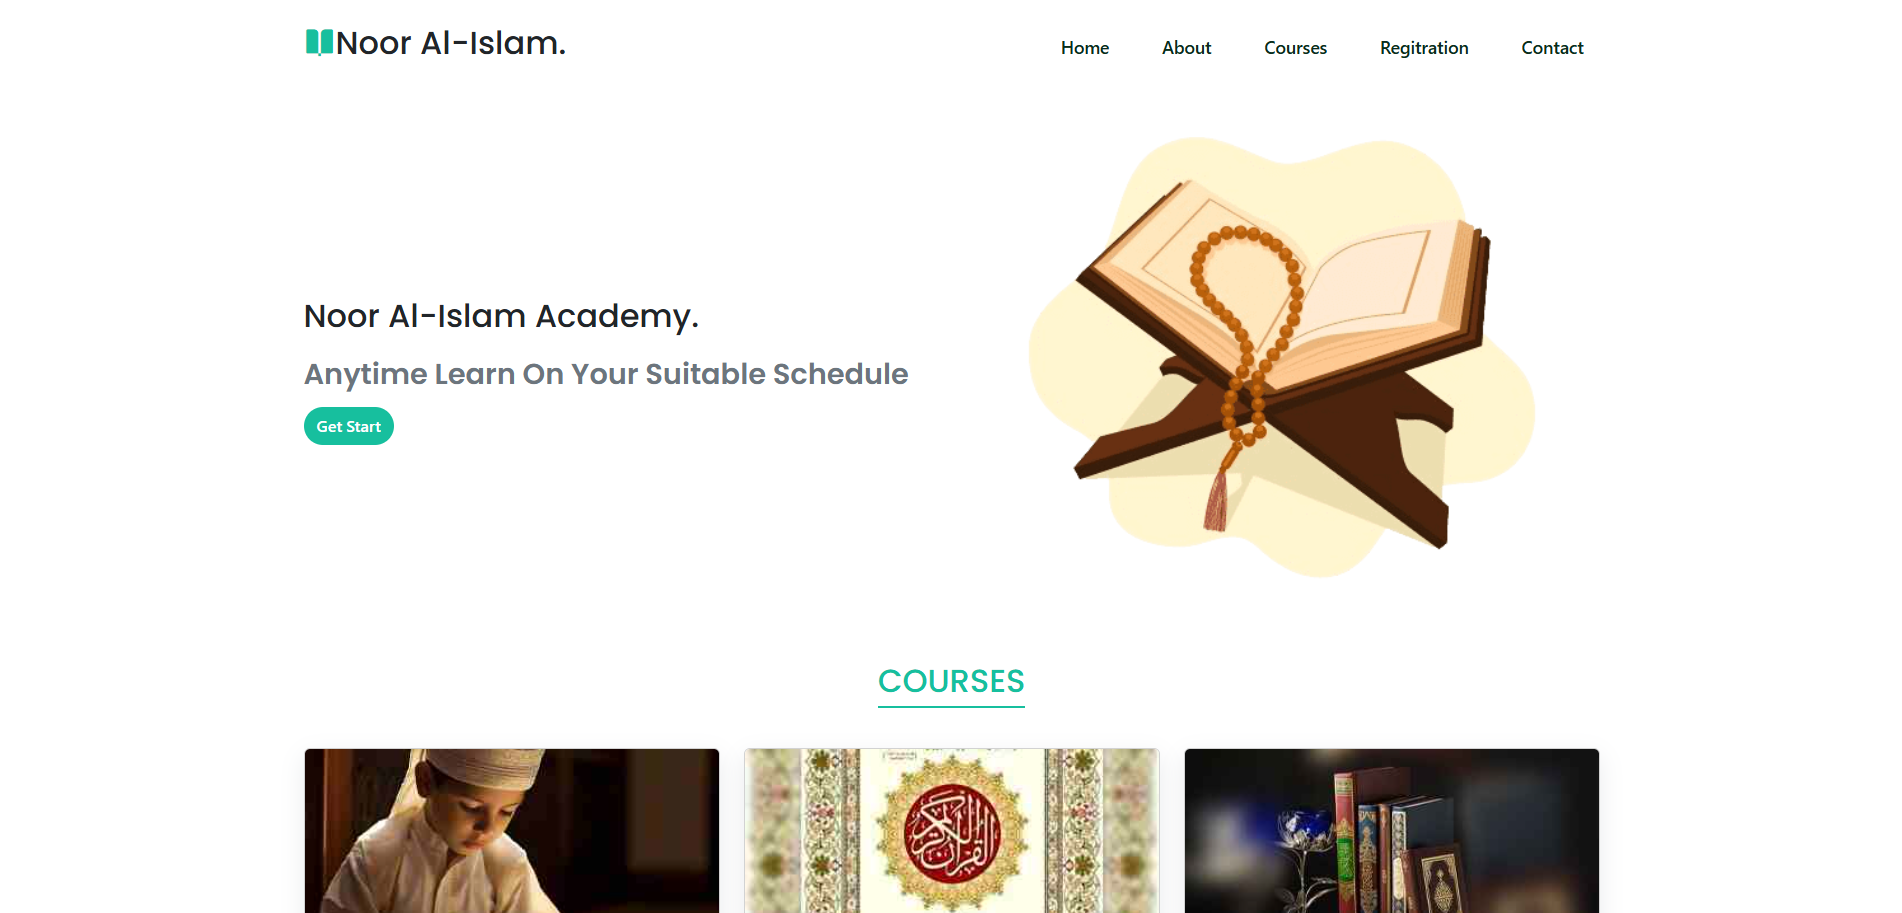 Noor Al-Islam.
Home
About
Courses
Regitration
Contact
Noor Al-Islam Academy.
Anytime Learn On Your Suitable Schedule
Get Start
COURSES
القرآن الكريم